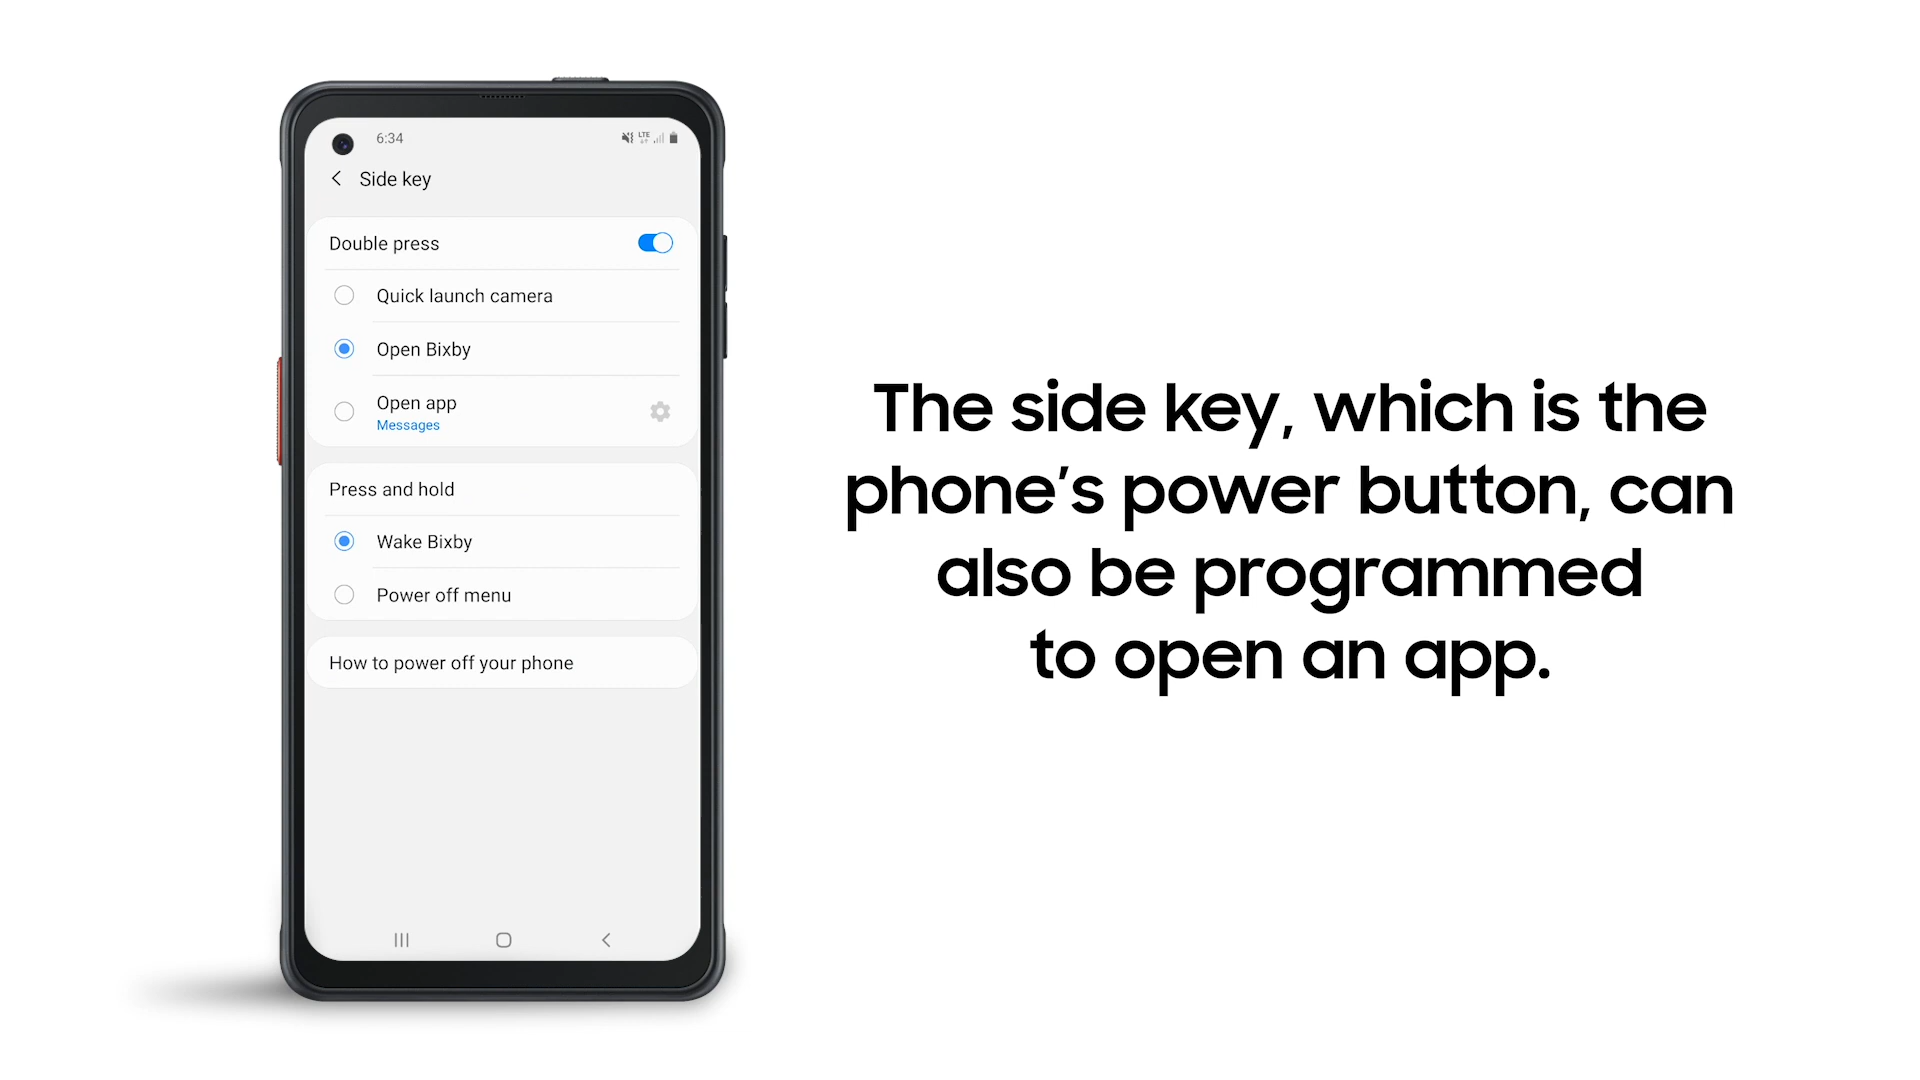 6:34
LTE
Side key
Double press
Quick launch camera
Open Bixby
Open app
Messages
Press and hold
Wake Bixby
Power off menu
How to power off your phone
The side key, which is the
phone’s power button, can
also be programmed
to open an app.